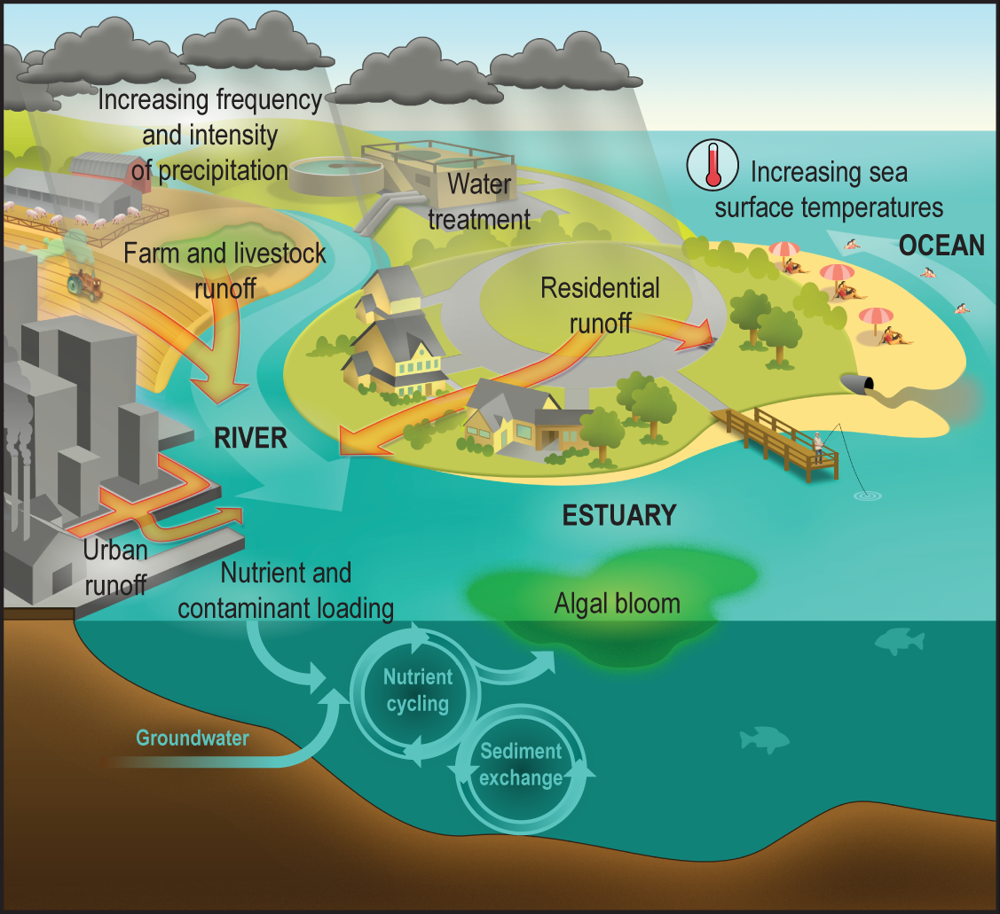 Increasing frequency
and intensity
of precipitation
Water
treatment
Increasing sea
surface temperatures
OCEAN
Farm and livestock
runoff
Residential
runoff
RIVER
ESTUARY
Urban
runoff
Nutrient and
contaminant loading
Algal bloom
Nutrient
cycling
Groundwater
Sediment
exchange